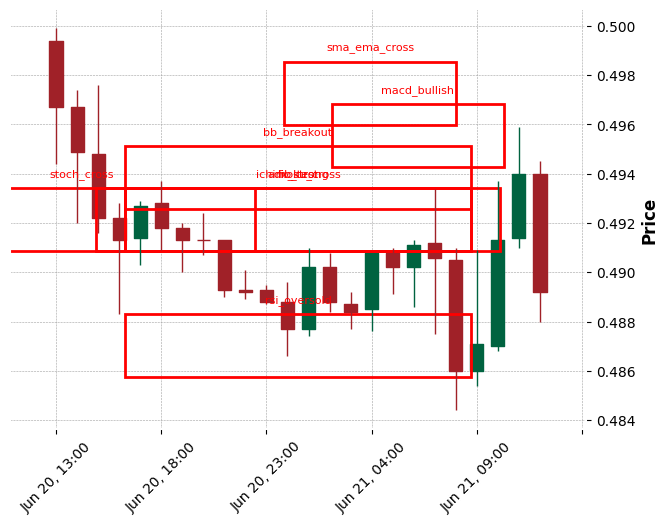 sma_ema_cross
macd_bullish
bb_breakout
stoch_cross
rsi_oversold
0.500
0.498
0.496
0.494
0.492
0.490
0.488
0.486
0.484
Price
Jun 20, 13:00
Jun 20, 18:00
Jun 20, 23:00
Jun 21, 04:00
Jun 21, 09:00